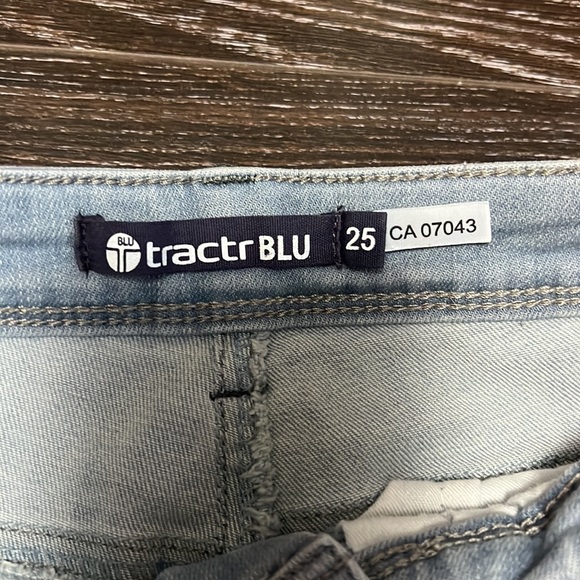 BLU
tractr BLU
25
CA 07043